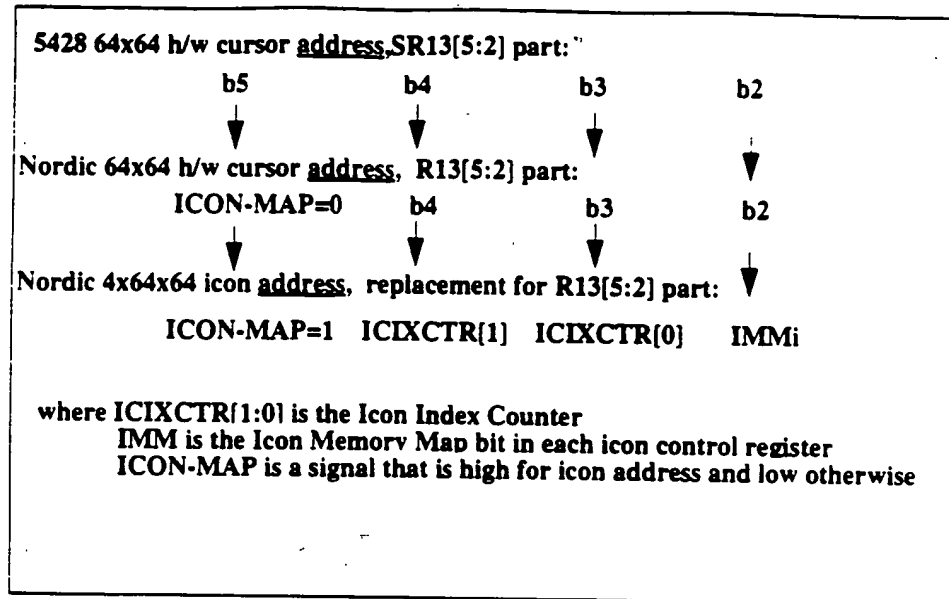 5428 64x64 h/w cursor address,SR13[5:2] part:
b5 b4 b3 b2
Nordic 64x64 h/w cursor address, R13[5:2] part:
ICON-MAP=0 b4 b3 b2
Nordic 4x64x64 icon address, replacement for R13[5:2] part:
ICON-MAP=1 ICIXCTR[1] ICIXCTR[0] IMMi
where ICIXCTR[1:0] is the Icon Index Counter
IMM is the Icon Memory Map bit in each icon control register
ICON-MAP is a signal that is high for icon address and low otherwise